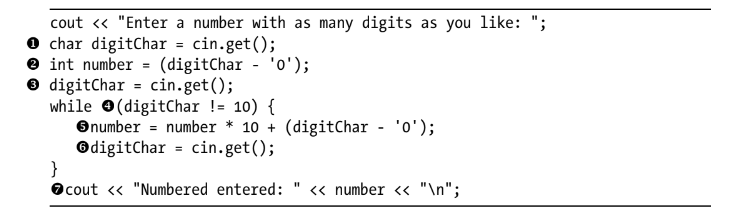 cout << "Enter a number with as many digits as you like: ";
❶ char digitChar = cin.get();
❷ int number = (digitChar - '0');
❸ digitChar = cin.get();
while ❹(digitChar != 10) {
❺number = number * 10 + (digitChar - '0');
❻digitChar = cin.get();
}
❼cout << "Numbered entered: " << number << "\n";